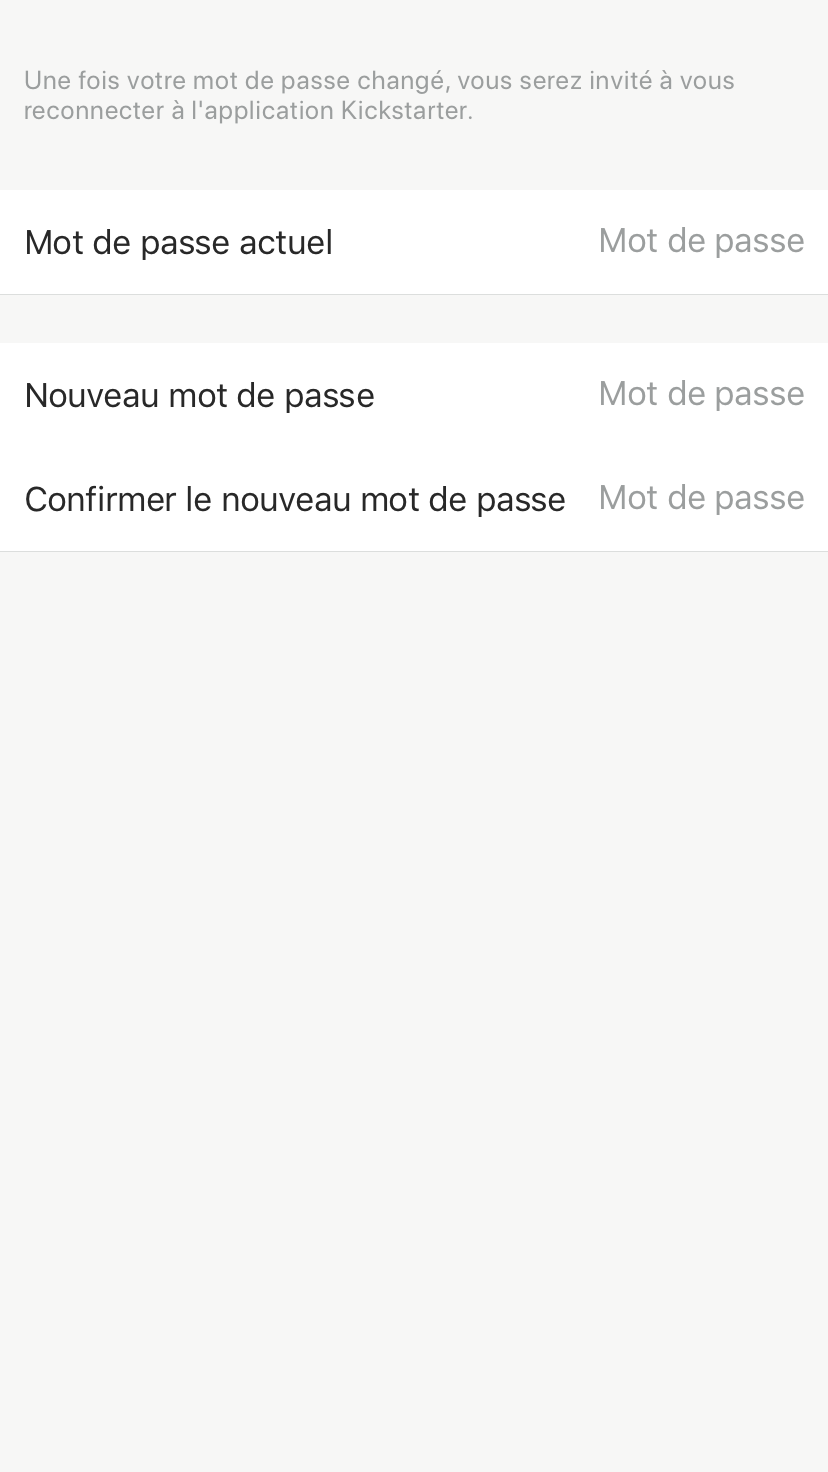 Une fois votre mot de passe changé, vous serez invité à vous
reconnecter à l'application Kickstarter.
Mot de passe actuel Mot de passe
Nouveau mot de passe Mot de passe
Confirmer le nouveau mot de passe Mot de passe